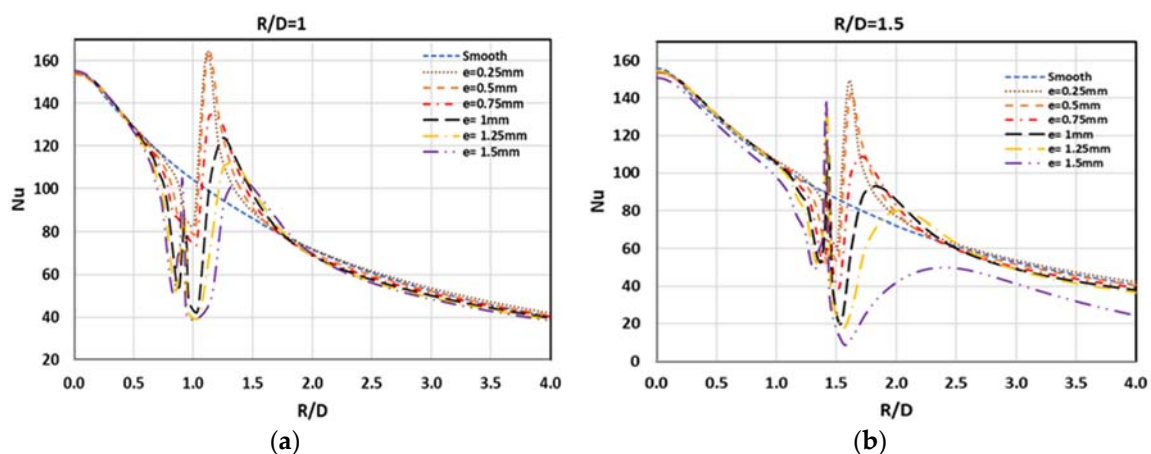 R/D=1
Nu
160
140
120
100
80
60
40
20
0.0 0.5 1.0 1.5 2.0 2.5 3.0 3.5 4.0
R/D
Smooth
e=0.25mm
e=0.5mm
e=0.75mm
e= 1mm
e= 1.25mm
e= 1.5mm
(a)
R/D=1.5
Nu
160
140
120
100
80
60
40
20
0
0.0 0.5 1.0 1.5 2.0 2.5 3.0 3.5 4.0
R/D
Smooth
e=0.25mm
e=0.5mm
e=0.75mm
e= 1mm
e= 1.25mm
e= 1.5mm
(b)